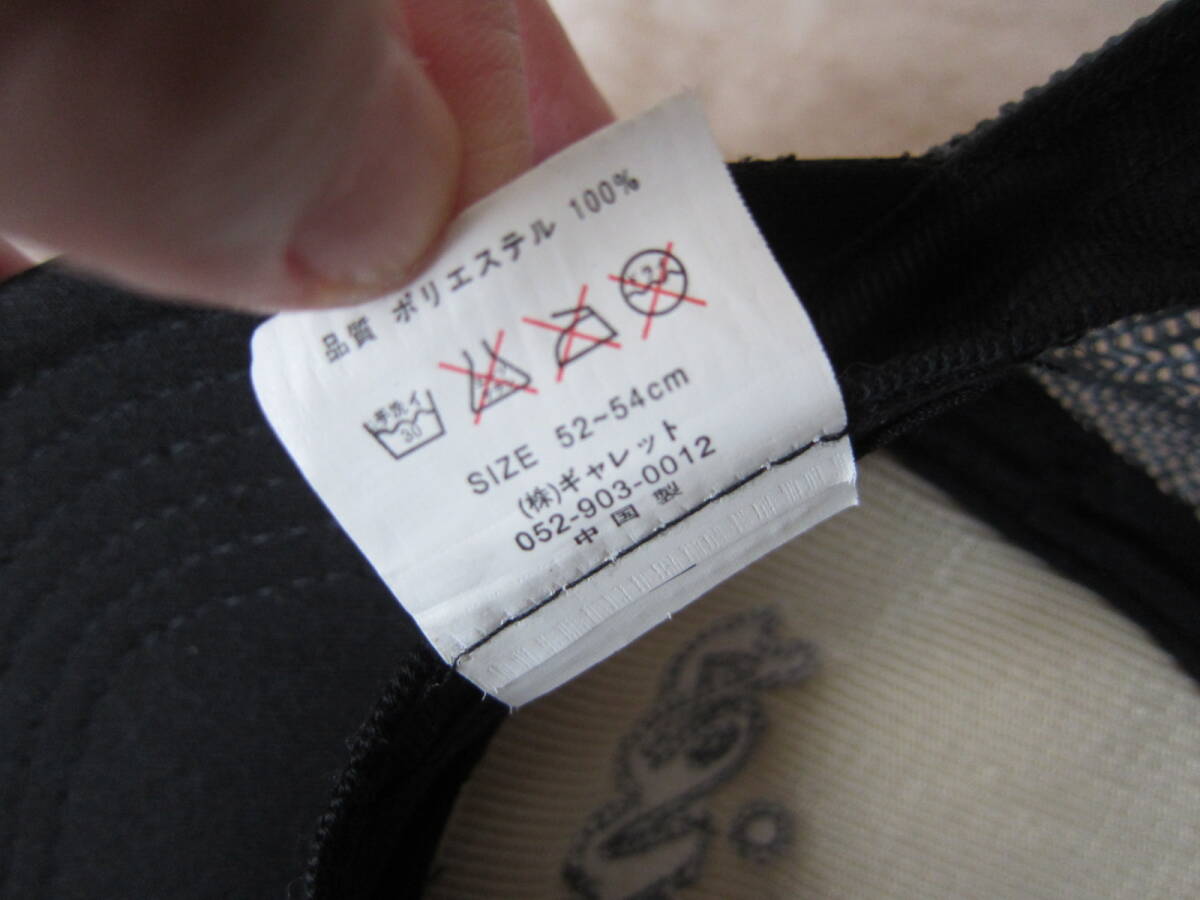 品質 ポリエステル 100%
手洗イ
30
SIZE 52~54cm
(株)ギャレット
052-903-0012
中国製